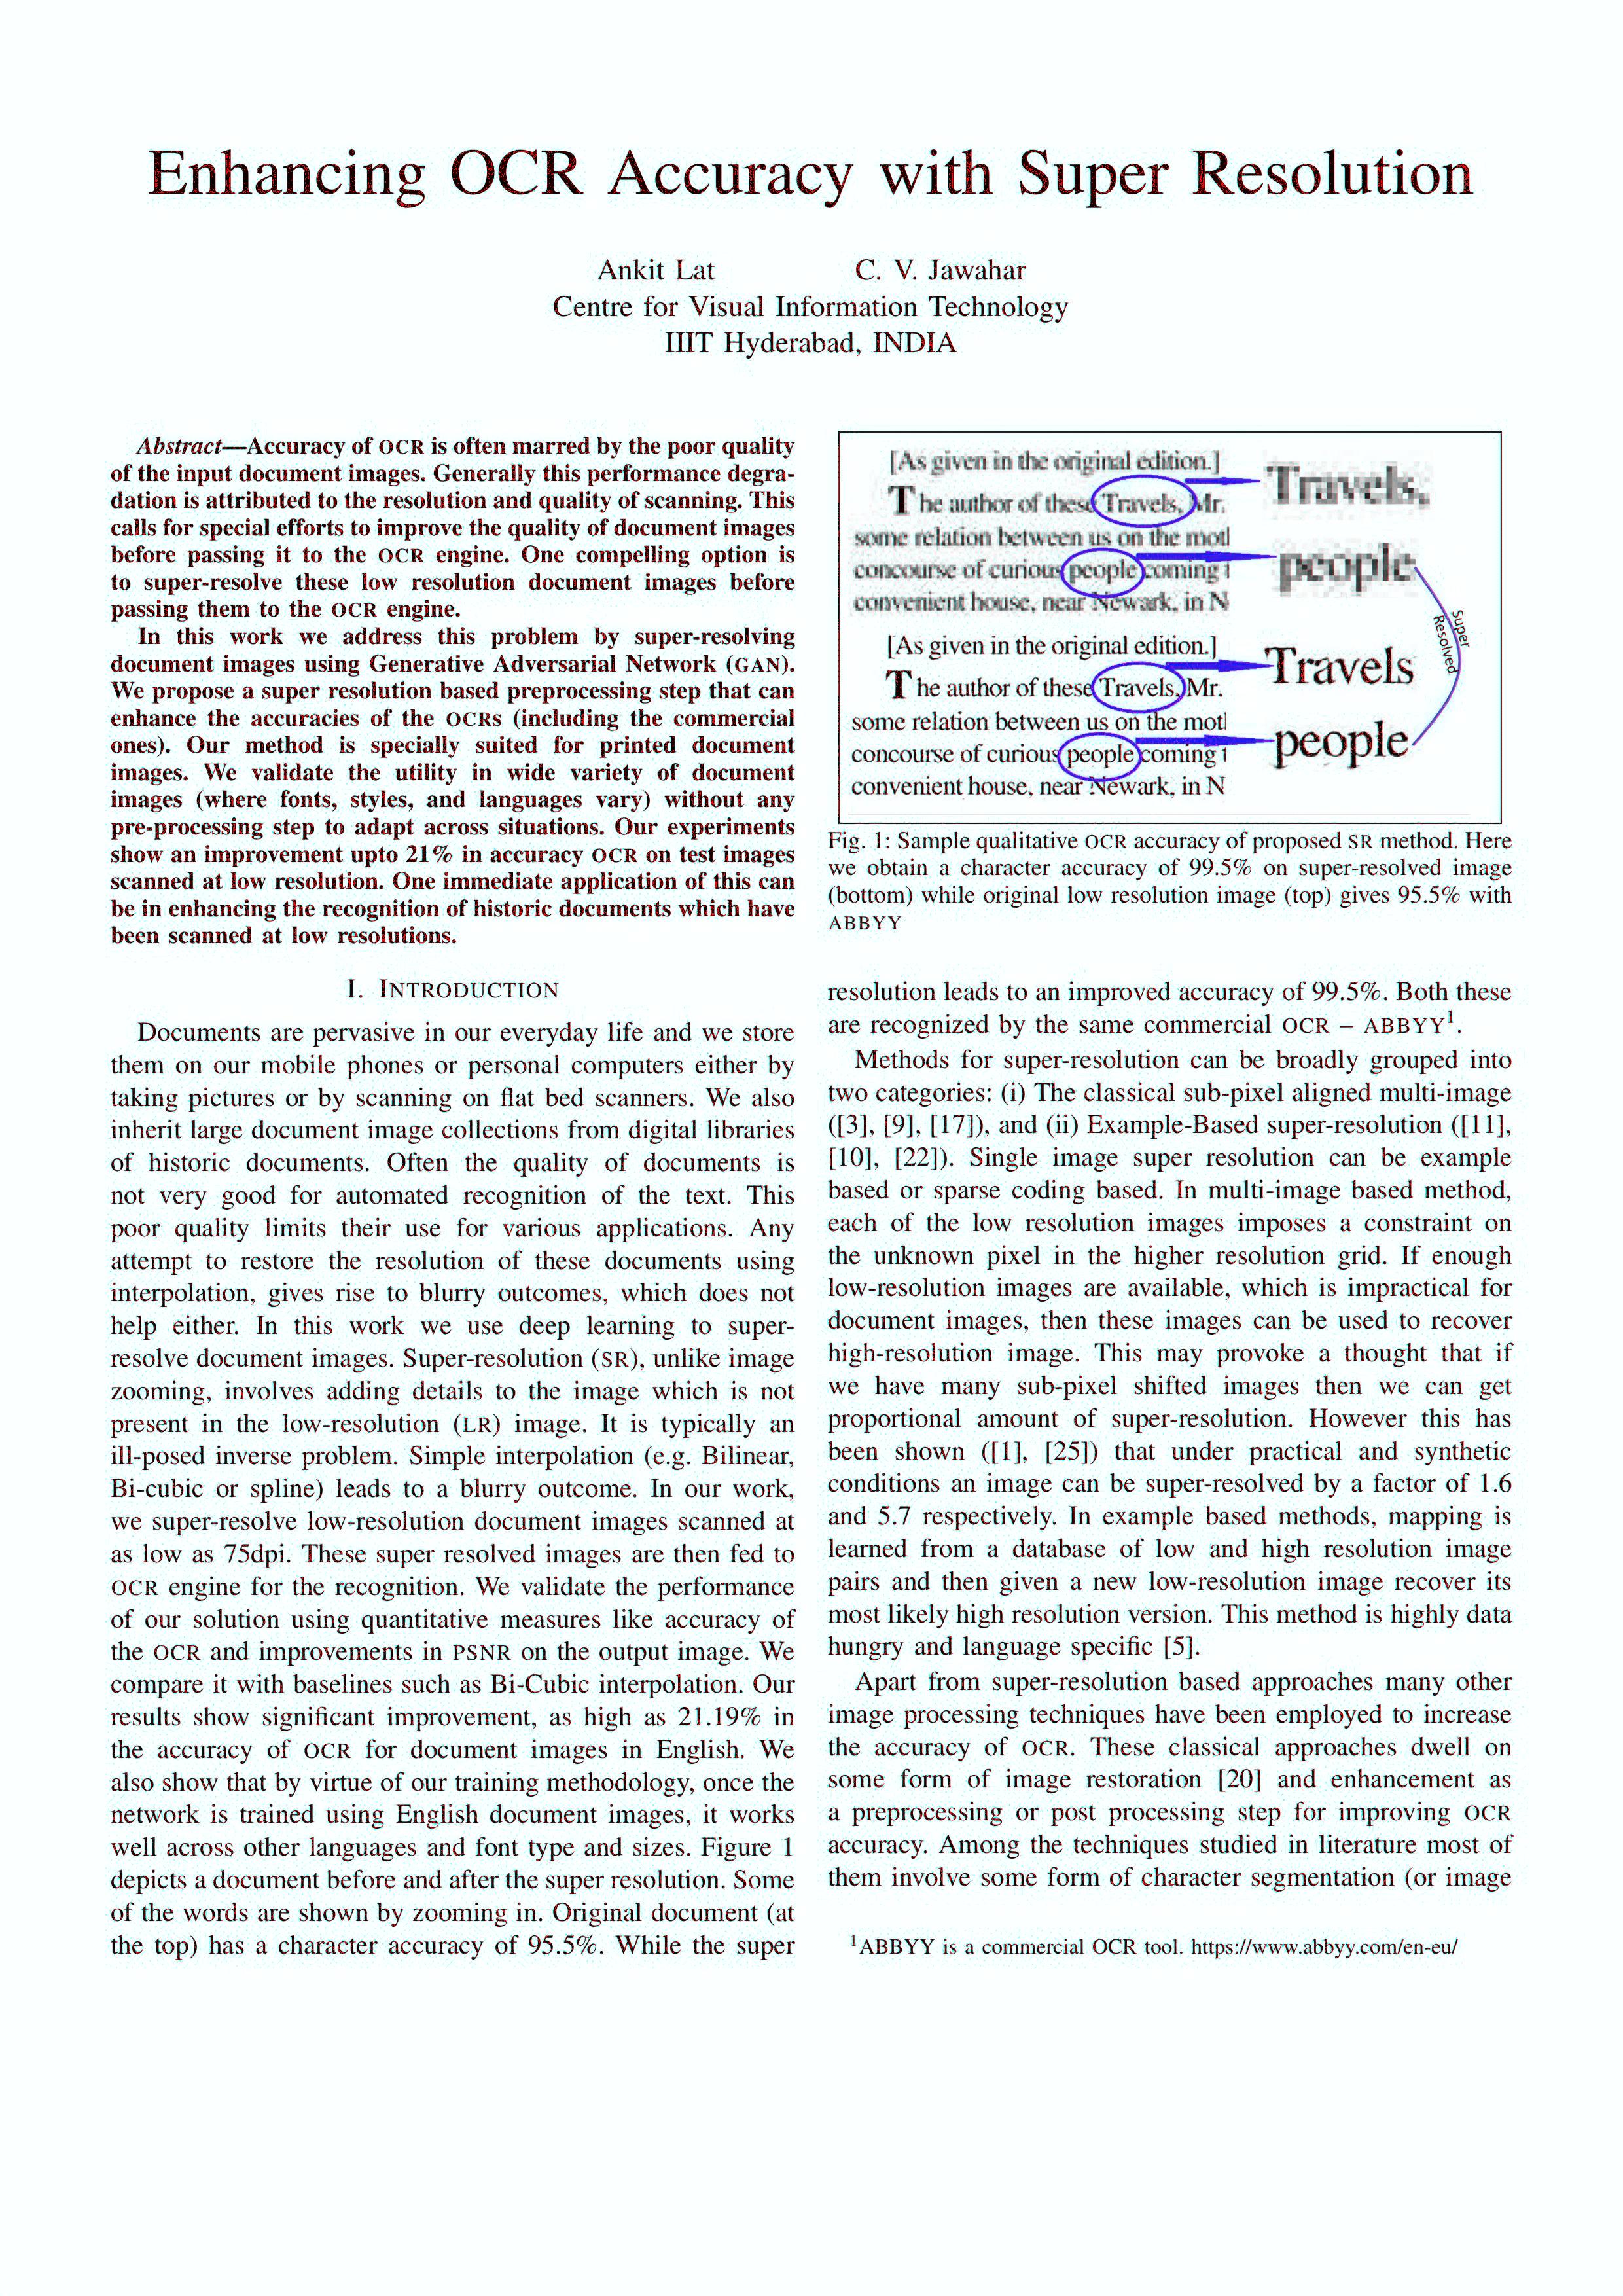 Enhancing OCR Accuracy with Super Resolution
Ankit Lat C. V. Jawahar
Centre for Visual Information Technology
IIIT Hyderabad, INDIA
Abstract—Accuracy of OCR is often marred by the poor quality
of the input document images. Generally this performance degra-
dation is attributed to the resolution and quality of scanning. This
calls for special efforts to improve the quality of document images
before passing it to the OCR engine. One compelling option is
to super-resolve these low resolution document images before
passing them to the OCR engine.
In this work we address this problem by super-resolving
document images using Generative Adversarial Network (GAN).
We propose a super resolution based preprocessing step that can
enhance the accuracies of the OCRs (including the commercial
ones). Our method is specially suited for printed document
images. We validate the utility in wide variety of document
images (where fonts, styles, and languages vary) without any
pre-processing step to adapt across situations. Our experiments
show an improvement upto 21% in accuracy OCR on test images
scanned at low resolution. One immediate application of this can
be in enhancing the recognition of historic documents which have
been scanned at low resolutions.
I. INTRODUCTION
Documents are pervasive in our everyday life and we store
them on our mobile phones or personal computers either by
taking pictures or by scanning on flat bed scanners. We also
inherit large document image collections from digital libraries
of historic documents. Often the quality of documents is
not very good for automated recognition of the text. This
poor quality limits their use for various applications. Any
attempt to restore the resolution of these documents using
interpolation, gives rise to blurry outcomes, which does not
help either. In this work we use deep learning to super-
resolve document images. Super-resolution (SR), unlike image
zooming, involves adding details to the image which is not
present in the low-resolution (LR) image. It is typically an
ill-posed inverse problem. Simple interpolation (e.g. Bilinear,
Bi-cubic or spline) leads to a blurry outcome. In our work,
we super-resolve low-resolution document images scanned at
as low as 75dpi. These super resolved images are then fed to
OCR engine for the recognition. We validate the performance
of our solution using quantitative measures like accuracy of
the OCR and improvements in PSNR on the output image. We
compare it with baselines such as Bi-Cubic interpolation. Our
results show significant improvement, as high as 21.19% in
the accuracy of OCR for document images in English. We
also show that by virtue of our training methodology, once the
network is trained using English document images, it works
well across other languages and font type and sizes. Figure 1
depicts a document before and after the super resolution. Some
of the words are shown by zooming in. Original document (at
the top) has a character accuracy of 95.5%. While the super
[As given in the original edition.]
The author of these Travels, Mr.
some relation between us on the motl
concourse of curious people coming t
convenient house, near Newark, in N
Travels,
people
[As given in the original edition.]
The author of these Travels, Mr.
some relation between us on the motl
concourse of curious people coming t
convenient house, near Newark, in N
Travels
people
Super
Resolved
Fig. 1: Sample qualitative OCR accuracy of proposed SR method. Here
we obtain a character accuracy of 99.5% on super-resolved image
(bottom) while original low resolution image (top) gives 95.5% with
ABBYY
resolution leads to an improved accuracy of 99.5%. Both these
are recognized by the same commercial OCR – ABBYY1.
Methods for super-resolution can be broadly grouped into
two categories: (i) The classical sub-pixel aligned multi-image
([3], [9], [17]), and (ii) Example-Based super-resolution ([11],
[10], [22]). Single image super resolution can be example
based or sparse coding based. In multi-image based method,
each of the low resolution images imposes a constraint on
the unknown pixel in the higher resolution grid. If enough
low-resolution images are available, which is impractical for
document images, then these images can be used to recover
high-resolution image. This may provoke a thought that if
we have many sub-pixel shifted images then we can get
proportional amount of super-resolution. However this has
been shown ([1], [25]) that under practical and synthetic
conditions an image can be super-resolved by a factor of 1.6
and 5.7 respectively. In example based methods, mapping is
learned from a database of low and high resolution image
pairs and then given a new low-resolution image recover its
most likely high resolution version. This method is highly data
hungry and language specific [5].
Apart from super-resolution based approaches many other
image processing techniques have been employed to increase
the accuracy of OCR. These classical approaches dwell on
some form of image restoration [20] and enhancement as
a preprocessing or post processing step for improving OCR
accuracy. Among the techniques studied in literature most of
them involve some form of character segmentation (or image
1ABBYY is a commercial OCR tool. https://www.abbyy.com/en-eu/